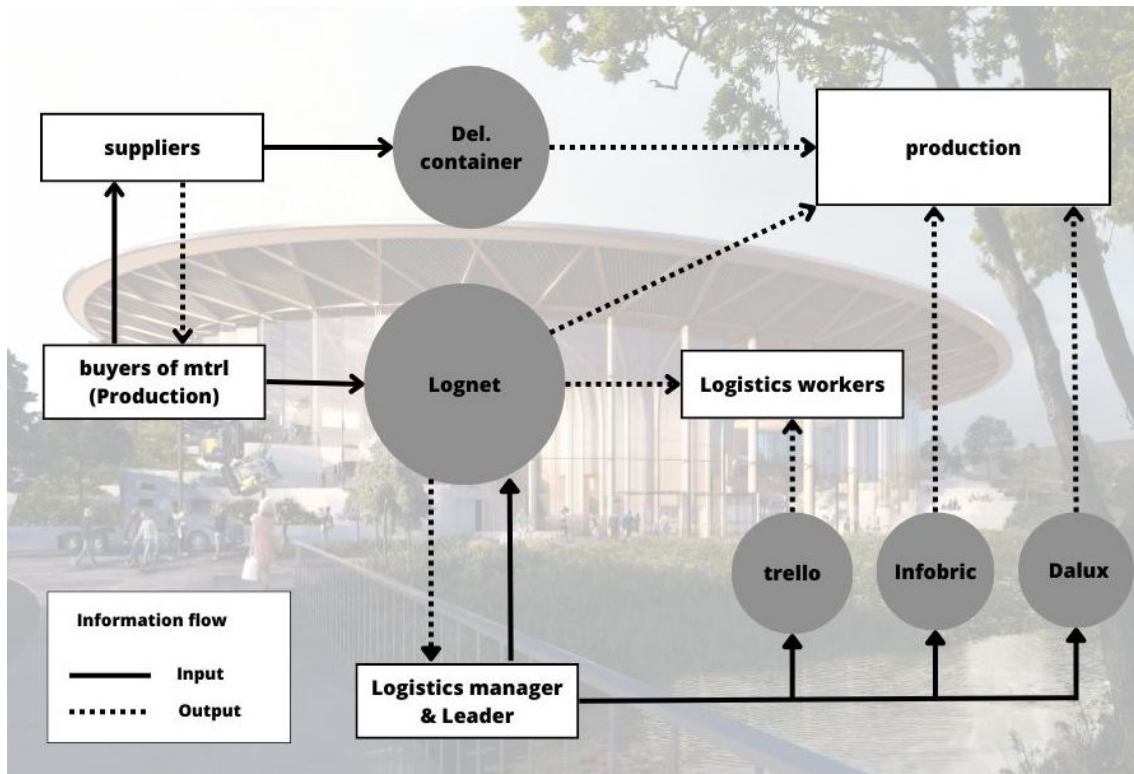 suppliers
Del.
container
production
buyers of mtrl
(Production)
Lognet
Logistics workers
trello
Infobric
Dalux
Information flow
Input
Output
Logistics manager
& Leader